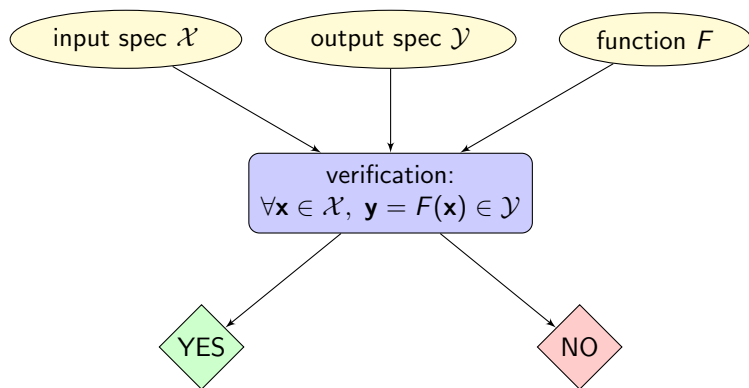 input spec 𝒳
output spec 𝒴
function F
verification:
∀𝐱 ∈ 𝒳, 𝐲 = F(𝐱) ∈ 𝒴
YES
NO